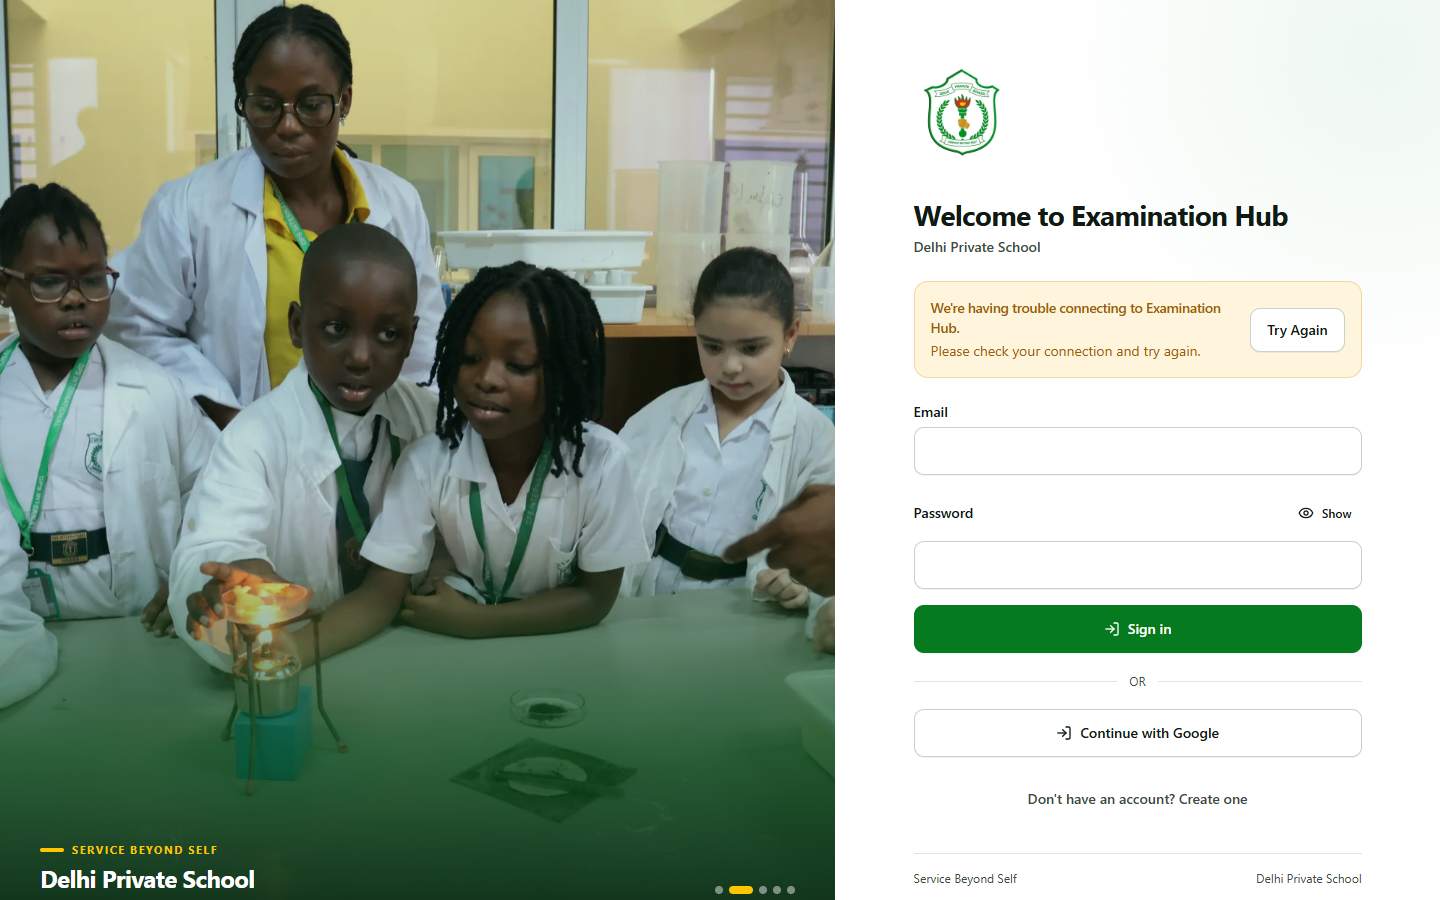 Welcome to Examination Hub
Delhi Private School
We're having trouble connecting to Examination
Hub.
Please check your connection and try again.
Try Again
Email
Password
Show
Sign in
OR
Continue with Google
Don't have an account? Create one
Service Beyond Self
Delhi Private School
SERVICE BEYOND SELF
Delhi Private School